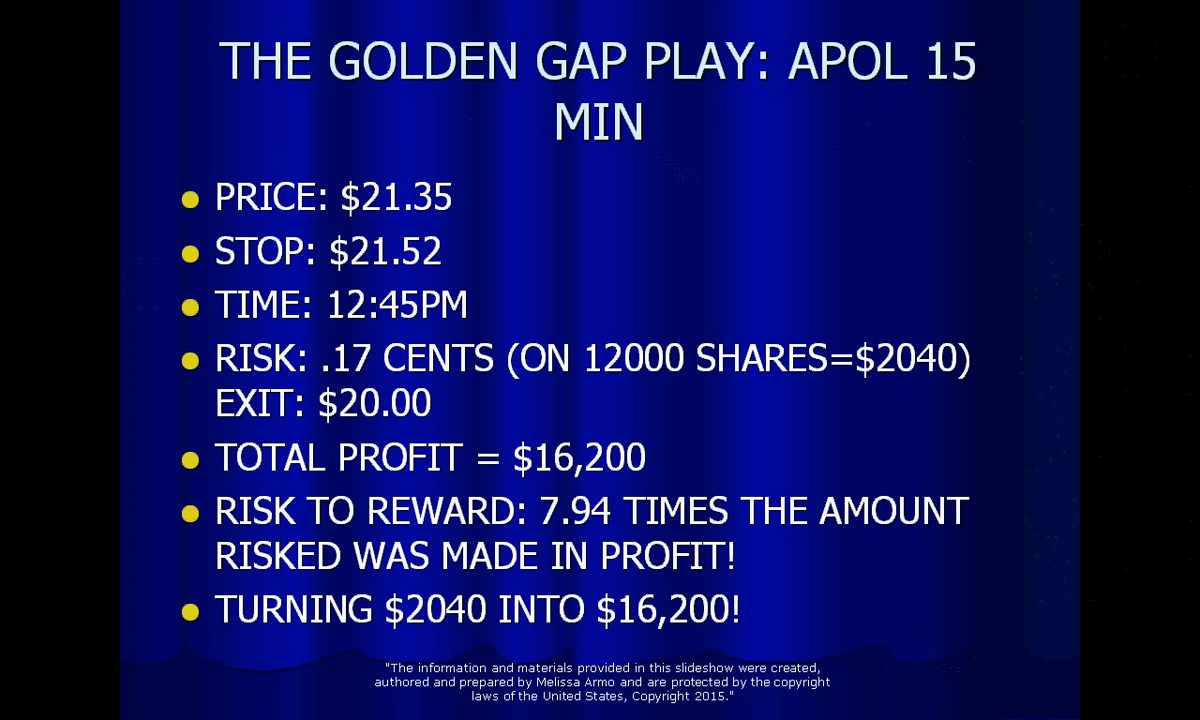 THE GOLDEN GAP PLAY: APOL 15
MIN
PRICE: $21.35
STOP: $21.52
TIME: 12:45PM
RISK: .17 CENTS (ON 12000 SHARES=$2040)
EXIT: $20.00
TOTAL PROFIT = $16,200
RISK TO REWARD: 7.94 TIMES THE AMOUNT
RISKED WAS MADE IN PROFIT!
TURNING $2040 INTO $16,200!
"The information and materials provided in this slideshow were created,
authored and prepared by Melissa Armo and are protected by the copyright
laws of the United States, Copyright 2015."